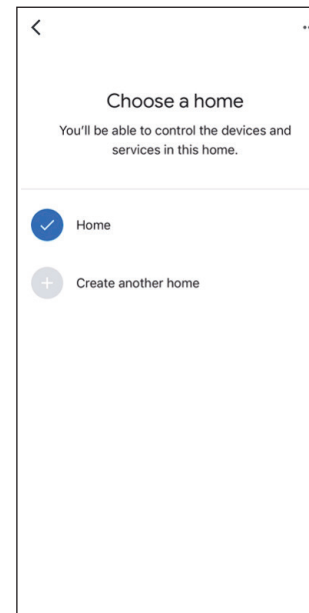 Choose a home
You'll be able to control the devices and
services in this home.
Home
Create another home